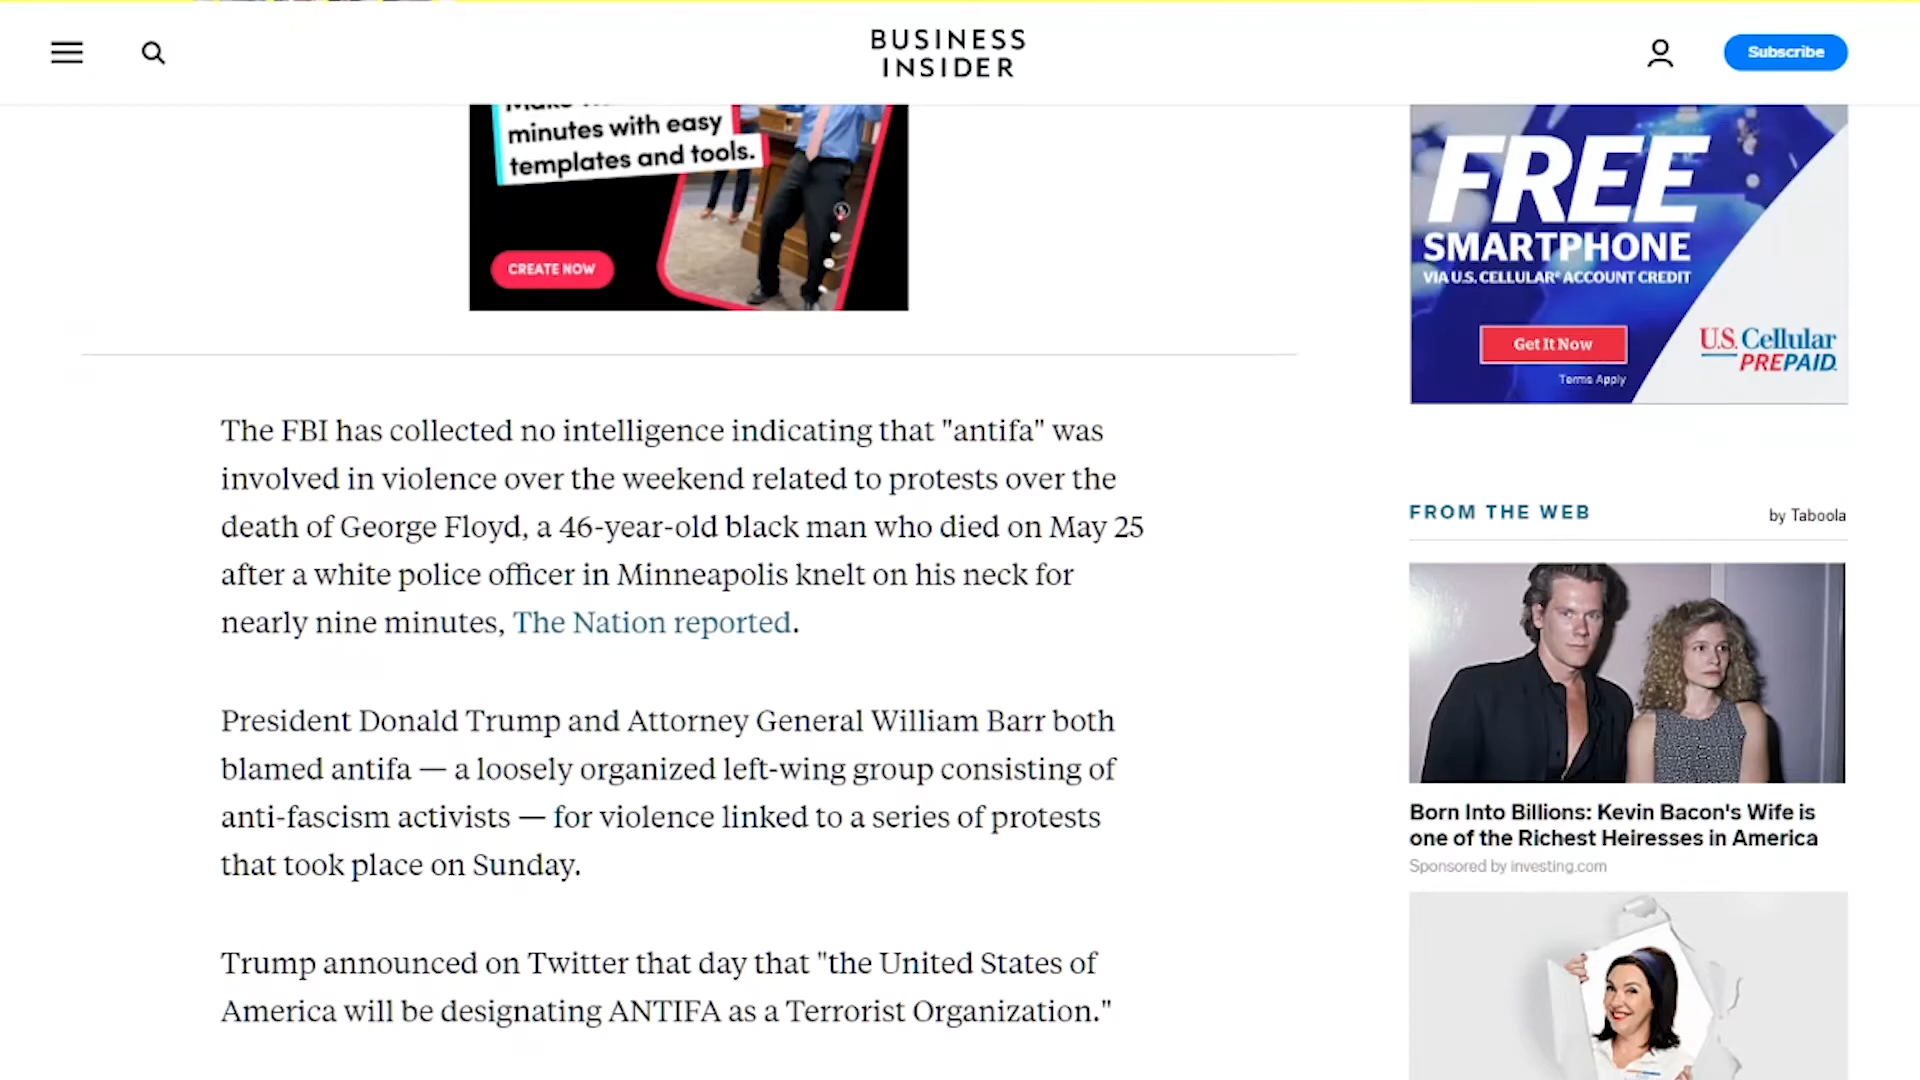 BUSINESS
INSIDER
Subscribe
minutes with easy
templates and tools.
CREATE NOW
FREE
SMARTPHONE
VIA U.S. CELLULAR® ACCOUNT CREDIT
Get It Now
Terms Apply
U.S. Cellular
PREPAID.
The FBI has collected no intelligence indicating that "antifa" was
involved in violence over the weekend related to protests over the
death of George Floyd, a 46-year-old black man who died on May 25
after a white police officer in Minneapolis knelt on his neck for
nearly nine minutes, The Nation reported.
President Donald Trump and Attorney General William Barr both
blamed antifa — a loosely organized left-wing group consisting of
anti-fascism activists — for violence linked to a series of protests
that took place on Sunday.
Trump announced on Twitter that day that "the United States of
America will be designating ANTIFA as a Terrorist Organization."
FROM THE WEB
by Taboola
Born Into Billions: Kevin Bacon's Wife is
one of the Richest Heiresses in America
Sponsored by investing.com